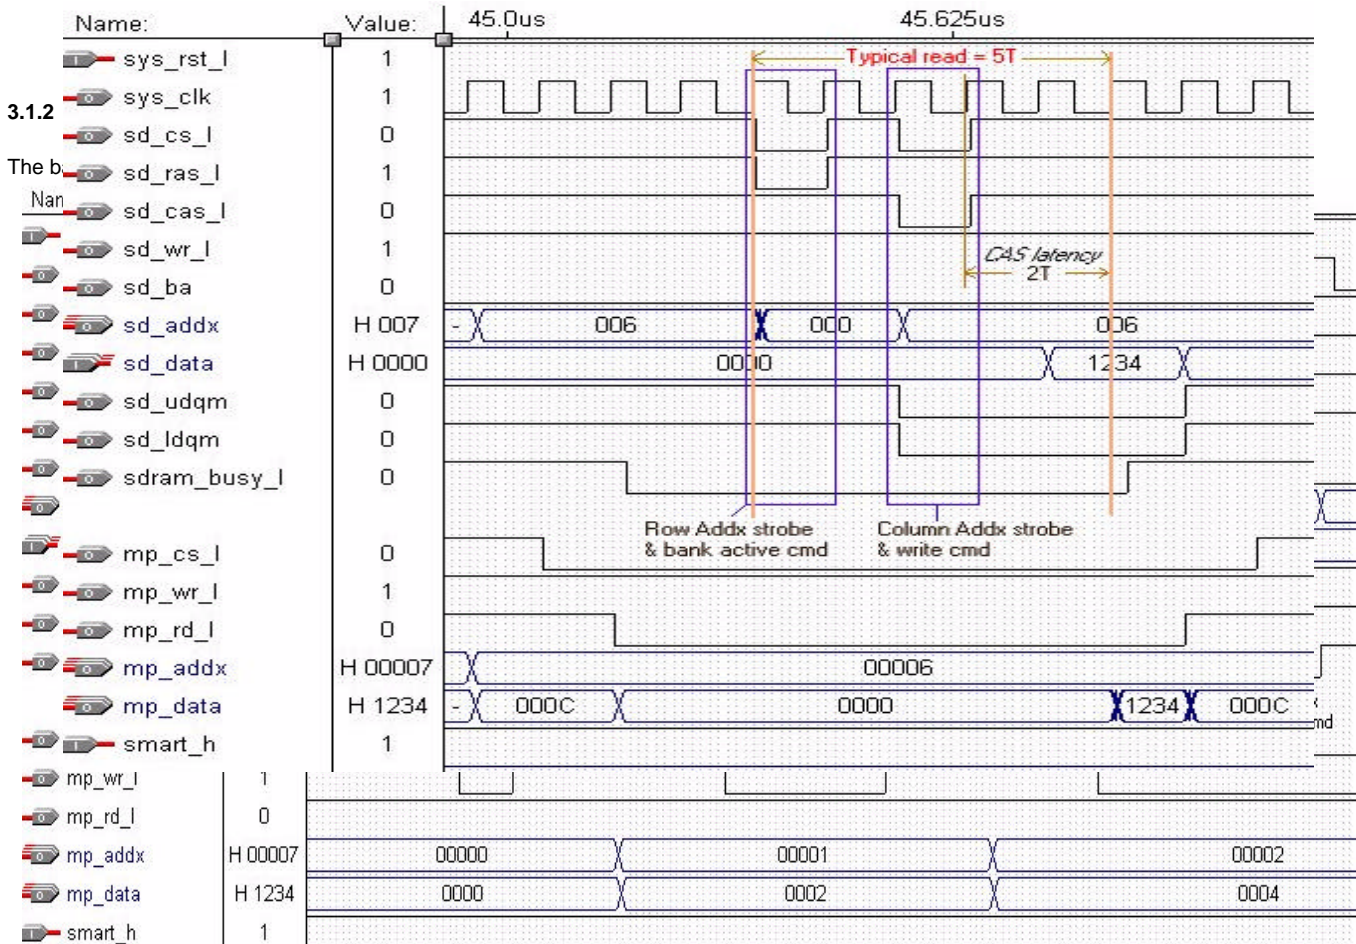 Name: Value: 45.0us 45.625us
sys_rst_l 1 Typical read = 5T
3.1.2 sys_clk 1
sd_cs_l 0
The b sd_ras_l 1
Nan sd_cas_l 0
sd_wr_l 1 CAS latency
2T
sd_ba 0
sd_addx H 007 - 006 000 006
sd_data H 0000 0000 1234
sd_udqm 0
sd_ldqm 0
sdram_busy_l 0
Row Addx strobe Column Addx strobe
& bank active cmd & write cmd
mp_cs_l 0
mp_wr_l 1
mp_rd_l 0
mp_addx H 00007 00006
mp_data H 1234 - 000C 0000 1234 000C
md
smart_h 1
mp_wr_l 1
mp_rd_l 0
mp_addx H 00007 00000 00001 00002
mp_data H 1234 0000 0002 0004
smart_h 1